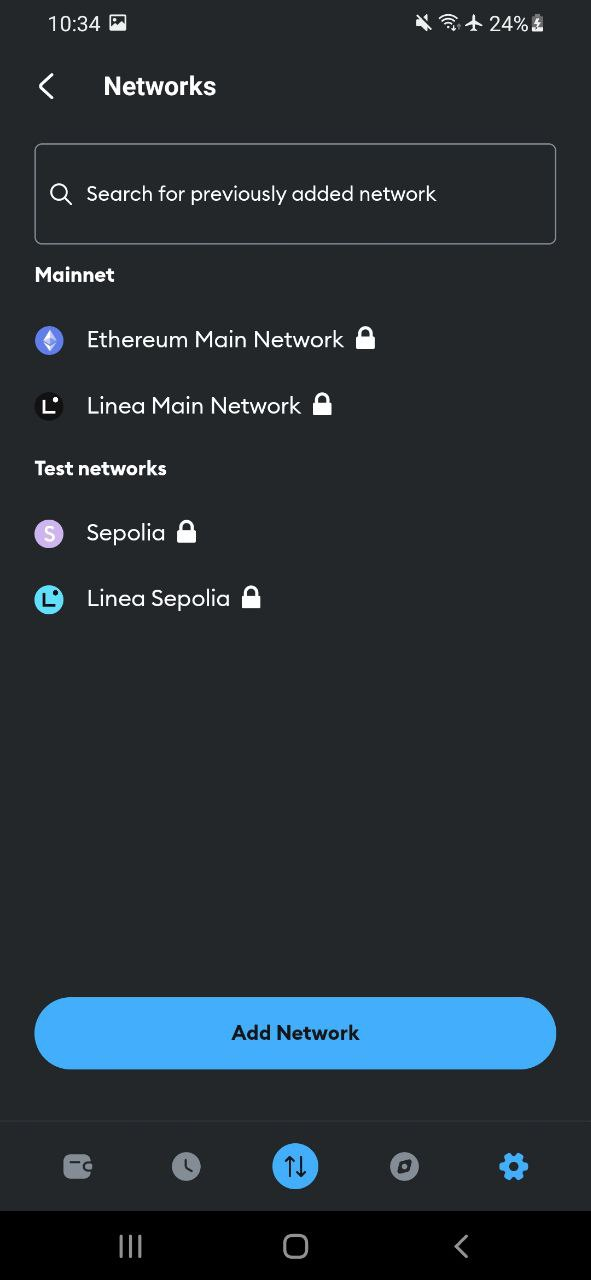 10:34 24%
Networks
Search for previously added network
Mainnet
Ethereum Main Network
Linea Main Network
Test networks
S Sepolia
Linea Sepolia
Add Network